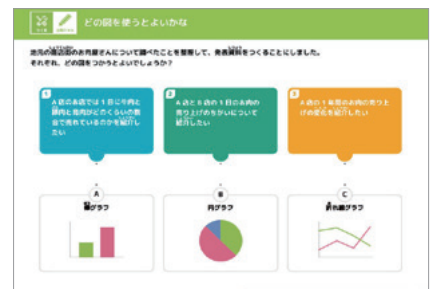 どの図を使うとよいかな
地元の商店街のお肉屋さんについて調べたことを整理して、発表資料をつくることにしました。
それぞれ、どの図をつかうとよいでしょうか？
1
A店のお店では1日に牛肉と
豚肉と鶏肉がどのくらいの割
合で売れているのかを紹介し
たい
2
A店とB店の1日のお肉の
売り上げのちがいについて
紹介したい
3
A店の1年間のお肉の売り上
げの変化を紹介したい
A
棒グラフ
B
円グラフ
C
折れ線グラフ